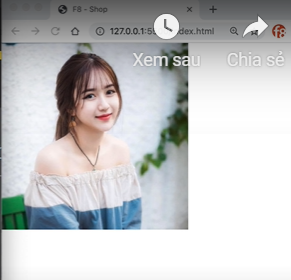 F8 - Shop
127.0.0.1:5
dex.html
Xem sau
Chia sẻ